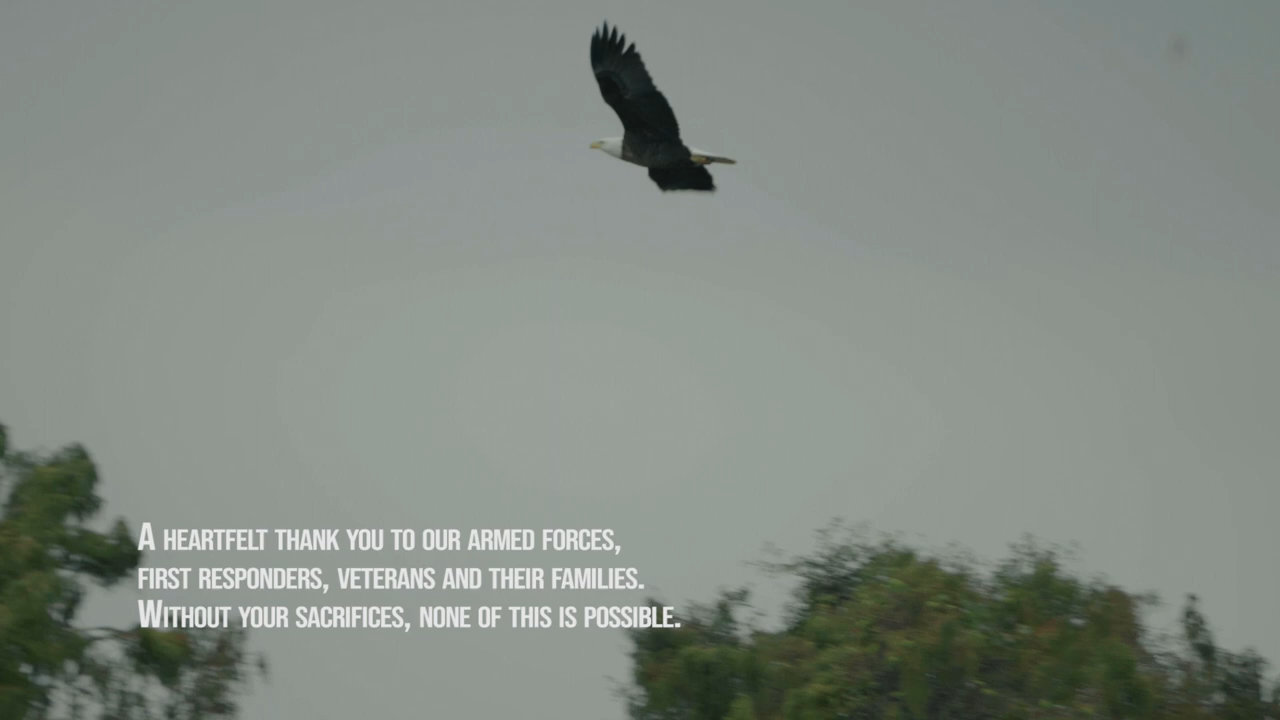 A HEARTFELT THANK YOU TO OUR ARMED FORCES,
FIRST RESPONDERS, VETERANS AND THEIR FAMILIES.
WITHOUT YOUR SACRIFICES, NONE OF THIS IS POSSIBLE.